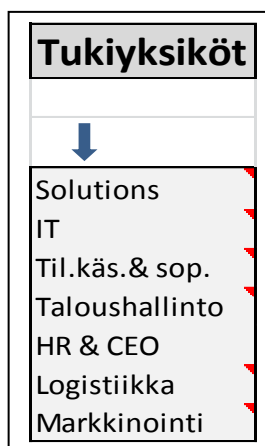 Tukiyksiköt
Solutions
IT
Til.käs.& sop.
Taloushallinto
HR & CEO
Logistiikka
Markkinointi